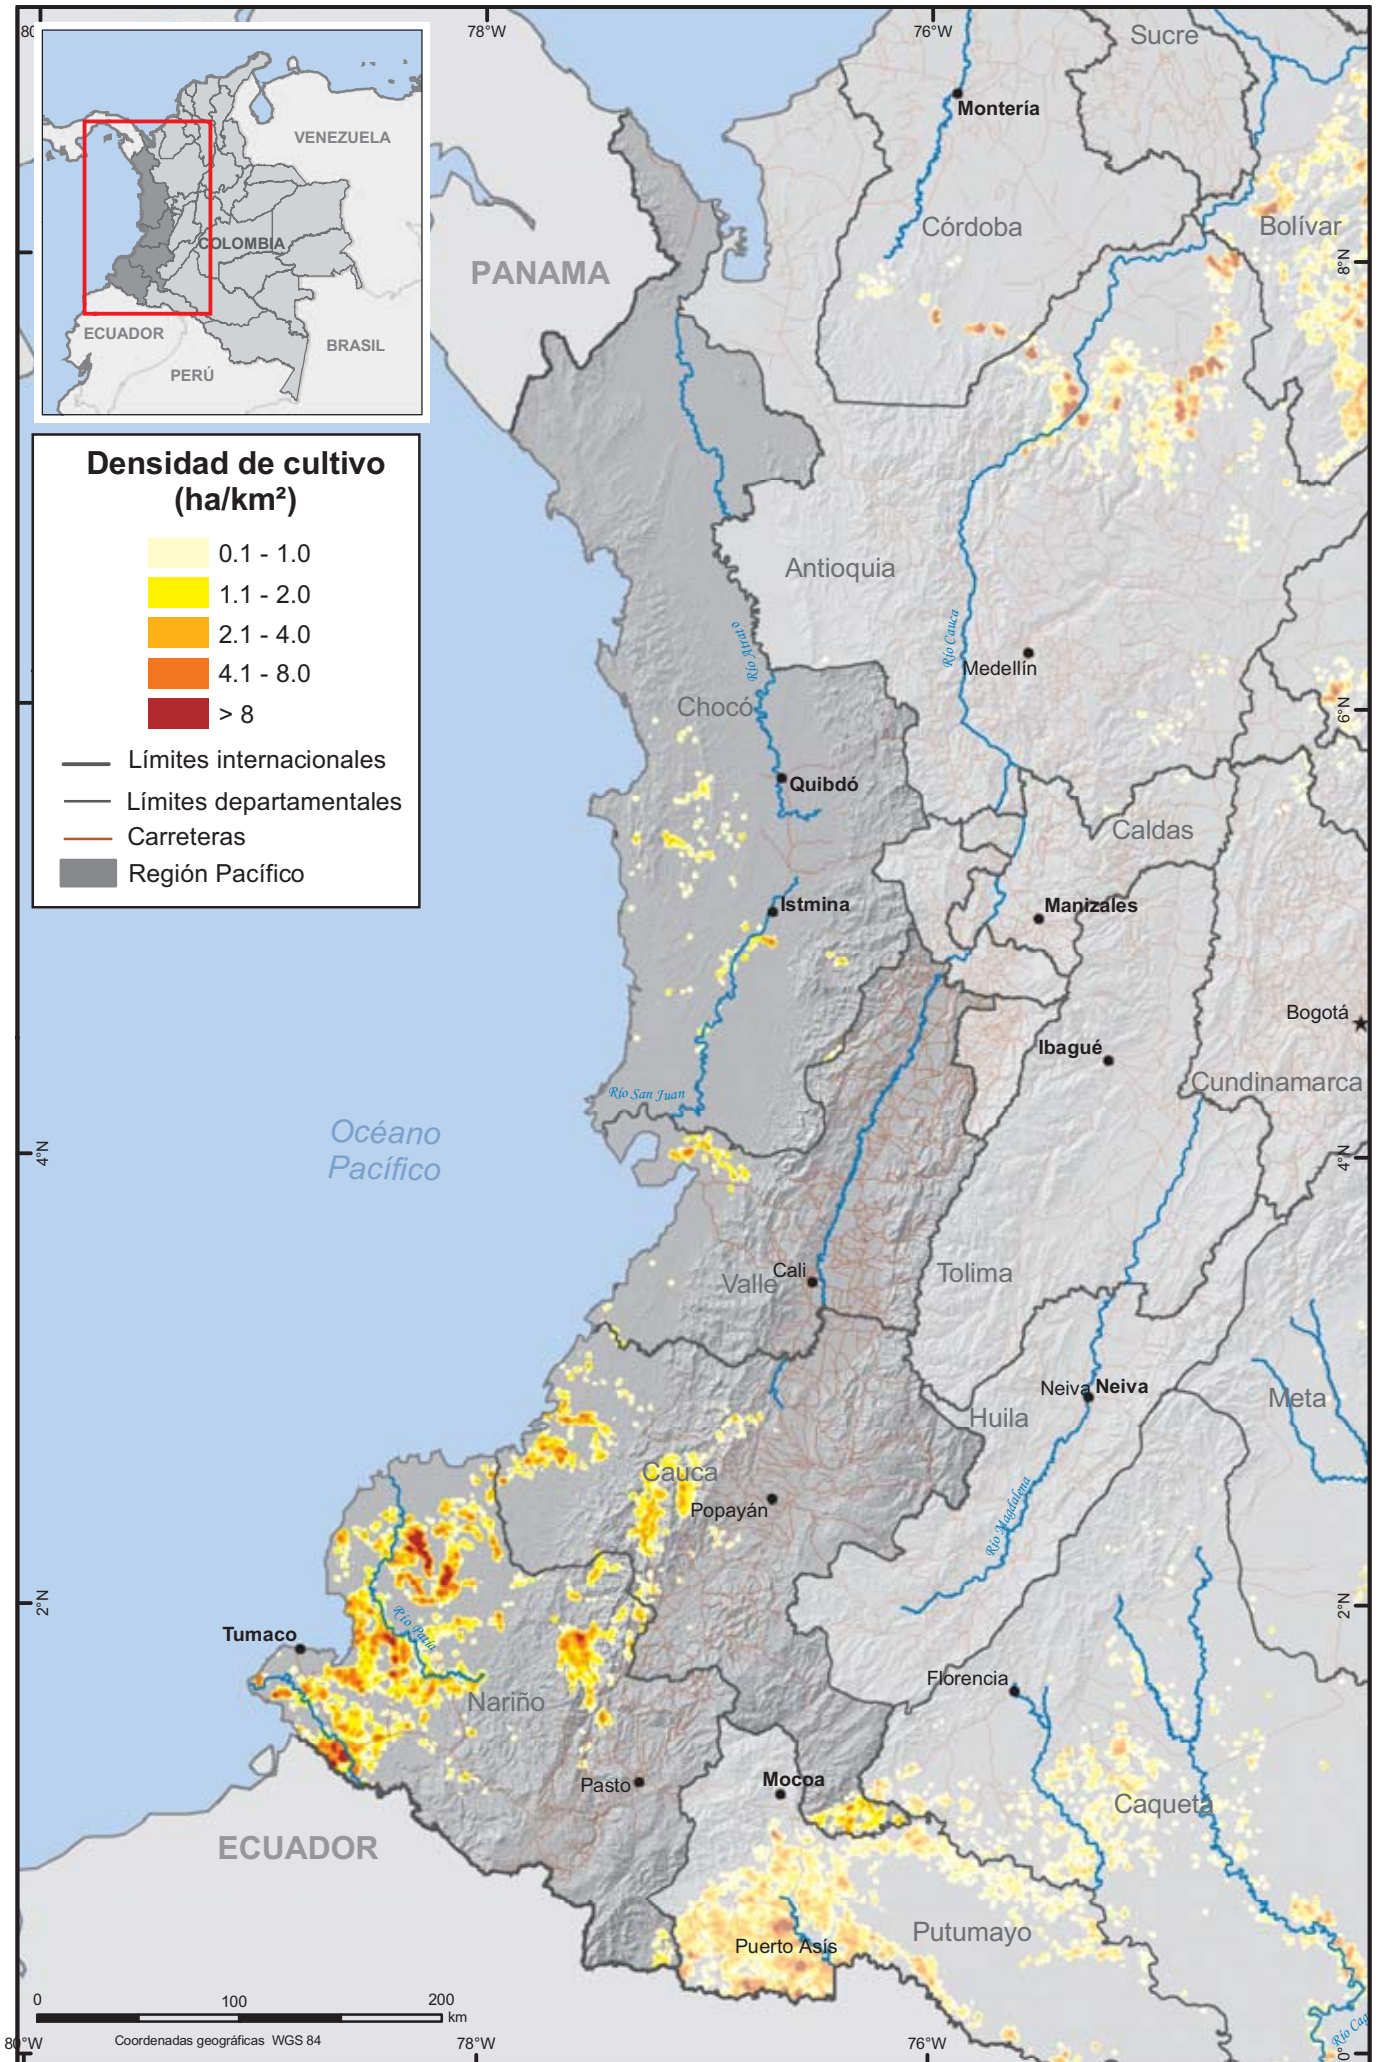 80
78°W
76°W
Sucre
Montería
VENEZUELA
COLOMBIA
ECUADOR
PERÚ
BRASIL
Córdoba
Bolívar
PANAMA
8°N
Densidad de cultivo
(ha/km²)
0.1 - 1.0
1.1 - 2.0
2.1 - 4.0
4.1 - 8.0
> 8
Límites internacionales
Límites departamentales
Carreteras
Región Pacífico
Antioquia
Río Atrato
Río Cauca
Medellín
Chocó
6°N
Quibdó
Caldas
Istmina
Manizales
Bogotá
Ibagué
Cundinamarca
Río San Juan
Océano
Pacífico
4°N
4°N
Valle
Cali
Tolima
Neiva
Neiva
Meta
Huila
Cauca
Popayán
Río Magdalena
2°N
2°N
Río Patía
Tumaco
Florencia
Nariño
Pasto
Mocoa
Caquetá
ECUADOR
Putumayo
Puerto Asís
0
100
200
km
Coordenadas geográficas WGS 84
Río Caq
0°
80°W
78°W
76°W